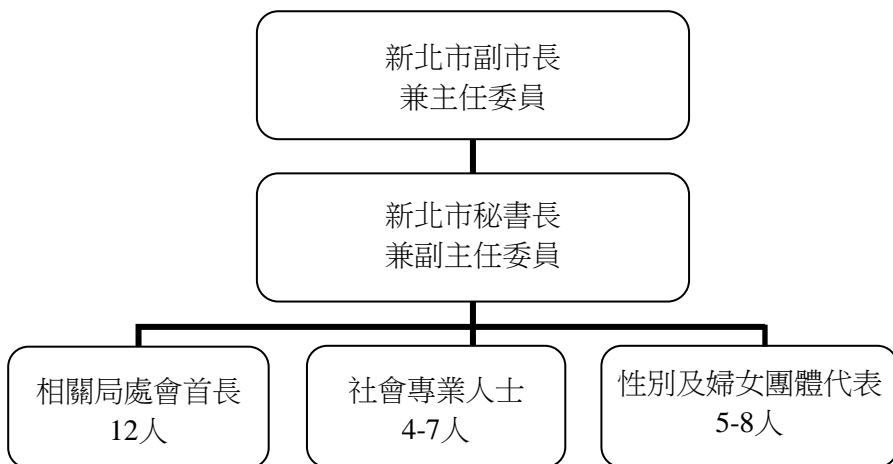 新北市副市長
兼主任委員
新北市秘書長
兼副主任委員
相關局處會首長
12人
社會專業人士
4-7人
性別及婦女團體代表
5-8人